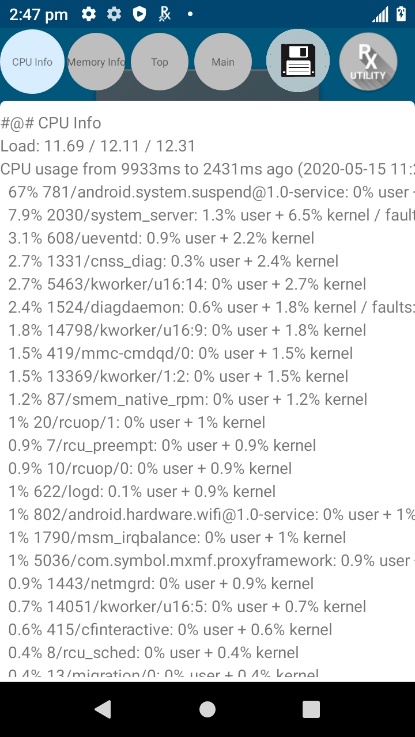 2:47 pm
CPU Info
Memory Info
Top
Main
Rx
UTILITY
#@# CPU Info
Load: 11.69 / 12.11 / 12.31
CPU usage from 9933ms to 2431ms ago (2020-05-15 11:2
67% 781/android.system.suspend@1.0-service: 0% user +
7.9% 2030/system_server: 1.3% user + 6.5% kernel / fault
3.1% 608/ueventd: 0.9% user + 2.2% kernel
2.7% 1331/cnss_diag: 0.3% user + 2.4% kernel
2.7% 5463/kworker/u16:14: 0% user + 2.7% kernel
2.4% 1524/diagdaemon: 0.6% user + 1.8% kernel / faults:
1.8% 14798/kworker/u16:9: 0% user + 1.8% kernel
1.5% 419/mmc-cmdqd/0: 0% user + 1.5% kernel
1.5% 13369/kworker/1:2: 0% user + 1.5% kernel
1.2% 87/smem_native_rpm: 0% user + 1.2% kernel
1% 20/rcuop/1: 0% user + 1% kernel
0.9% 7/rcu_preempt: 0% user + 0.9% kernel
0.9% 10/rcuop/0: 0% user + 0.9% kernel
1% 622/logd: 0.1% user + 0.9% kernel
1% 802/android.hardware.wifi@1.0-service: 0% user + 1%
1% 1790/msm_irqbalance: 0% user + 1% kernel
1% 5036/com.symbol.mxmf.proxyframework: 0.9% user
0.9% 1443/netmgrd: 0% user + 0.9% kernel
0.7% 14051/kworker/u16:5: 0% user + 0.7% kernel
0.6% 415/cfinteractive: 0% user + 0.6% kernel
0.4% 8/rcu_sched: 0% user + 0.4% kernel
0.4% 13/migration/0: 0% user + 0.4% kernel